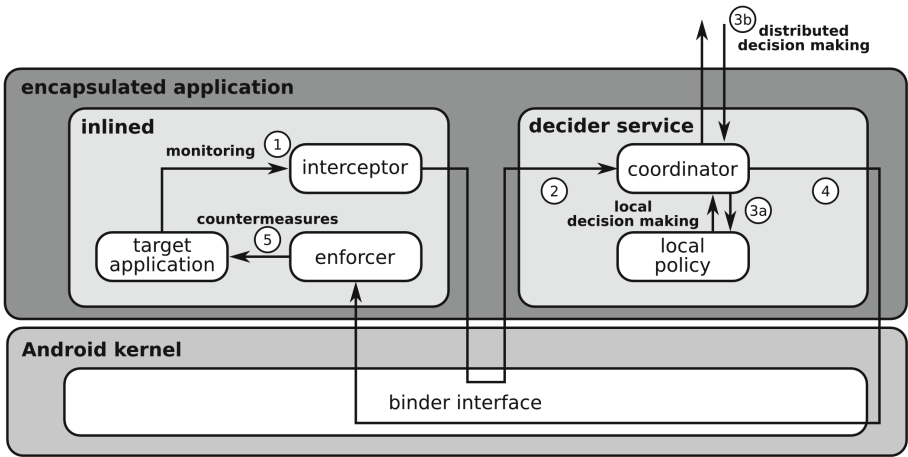 3b
distributed
decision making
encapsulated application
inlined
decider service
monitoring
1
interceptor
coordinator
2
4
countermeasures
local
decision making
3a
5
target
application
enforcer
local
policy
Android kernel
binder interface